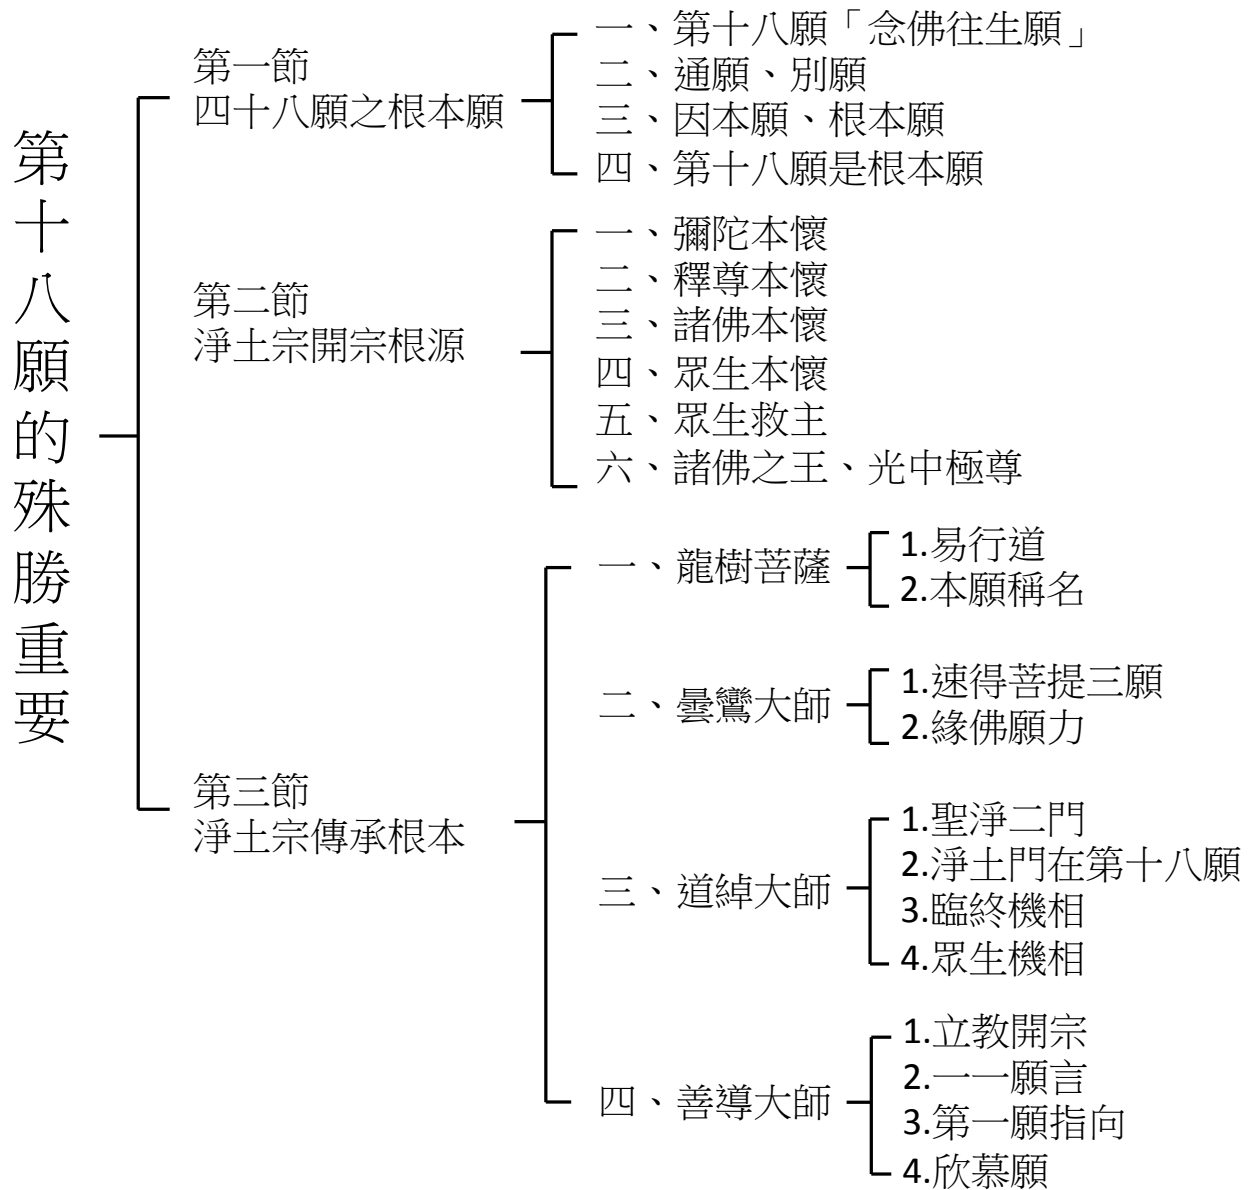 第十八願的殊勝重要
第一節
四十八願之根本願
一、第十八願「念佛往生願」
二、通願、別願
三、因本願、根本願
四、第十八願是根本願
第二節
淨土宗開宗根源
一、彌陀本懷
二、釋尊本懷
三、諸佛本懷
四、眾生本懷
五、眾生救主
六、諸佛之王、光中極尊
第三節
淨土宗傳承根本
一、龍樹菩薩
1.易行道
2.本願稱名
二、曇鸞大師
1.速得菩提三願
2.緣佛願力
三、道綽大師
1.聖淨二門
2.淨土門在第十八願
3.臨終機相
4.眾生機相
四、善導大師
1.立教開宗
2.一一願言
3.第一願指向
4.欣慕願